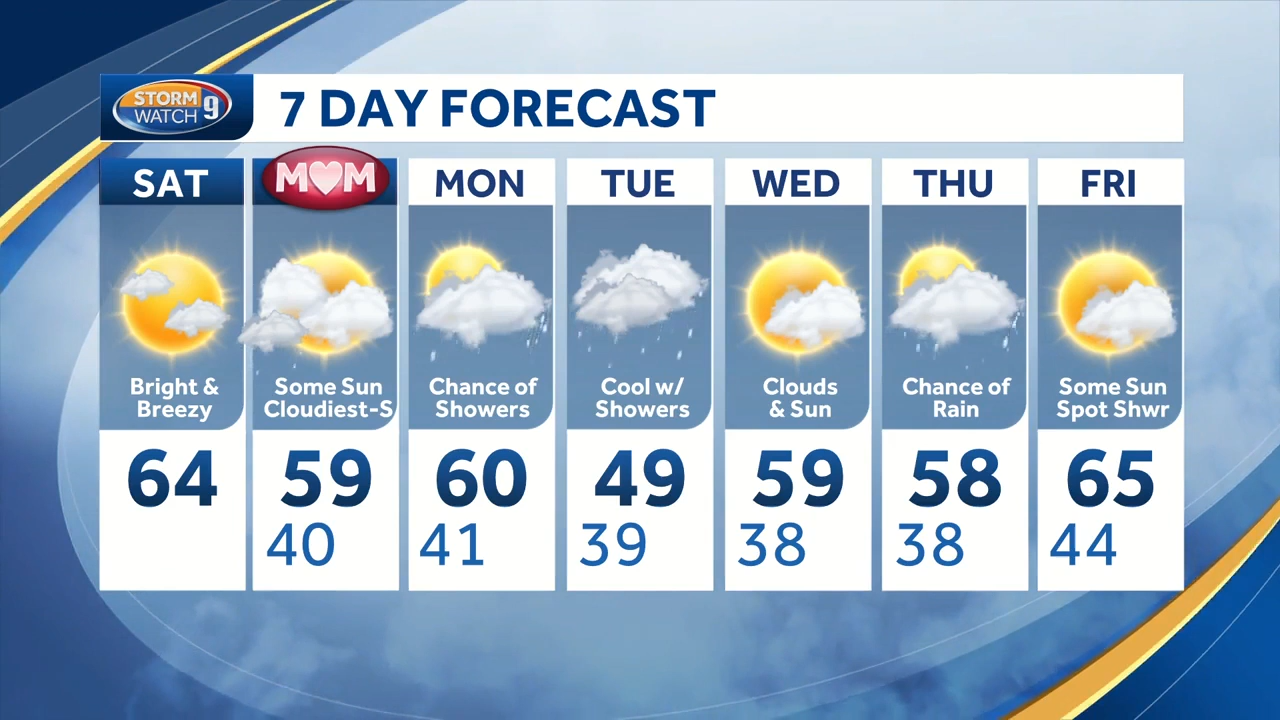 STORM
WATCH 9
7 DAY FORECAST
SAT
Bright &
Breezy
64
M♥M
Some Sun
Cloudiest-S
59
40
MON
Chance of
Showers
60
41
TUE
Cool w/
Showers
49
39
WED
Clouds
& Sun
59
38
THU
Chance of
Rain
58
38
FRI
Some Sun
Spot Shwr
65
44